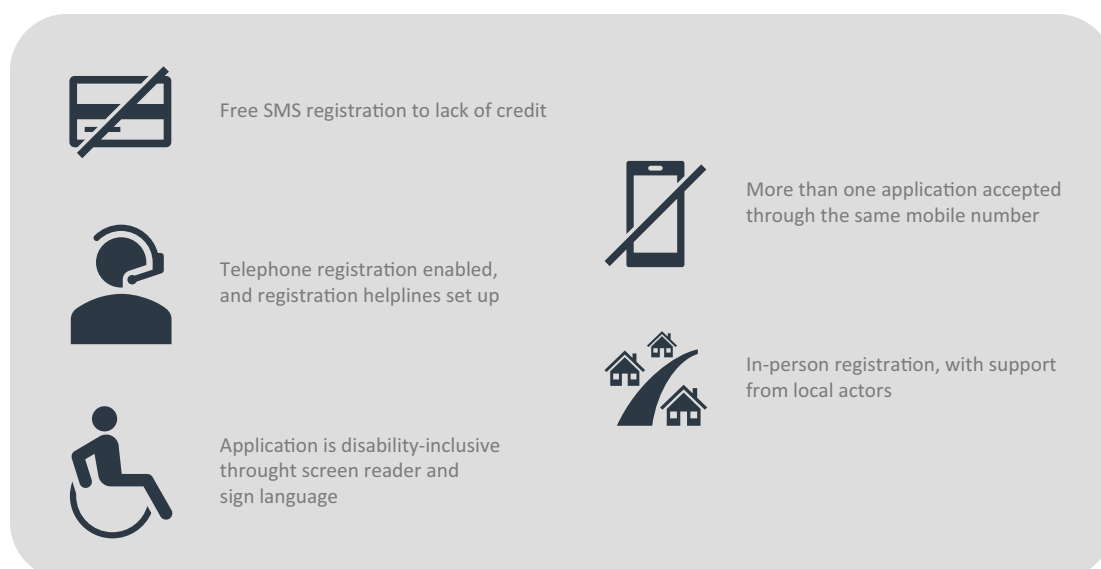 Free SMS registration to lack of credit
Telephone registration enabled,
and registration helplines set up
Application is disability-inclusive
throught screen reader and
sign language
More than one application accepted
through the same mobile number
In-person registration, with support
from local actors